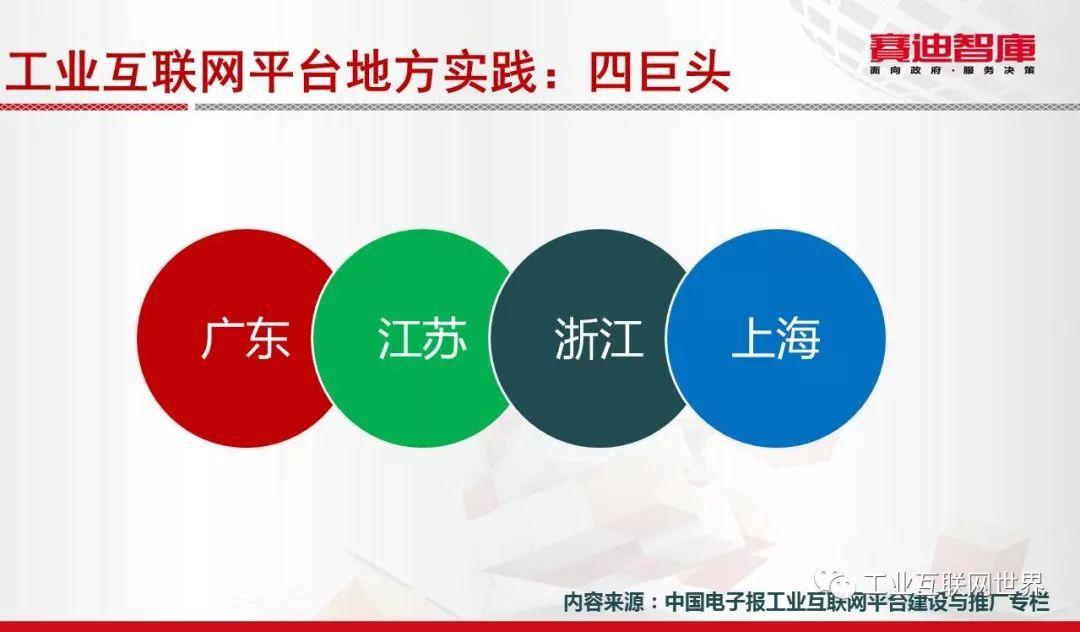 工业互联网平台地方实践：四巨头
赛迪智庫
面向政府·服务决策
广东
江苏
浙江
上海
工业互联网世界
内容来源：中国电子报工业互联网平台建设与推广专栏